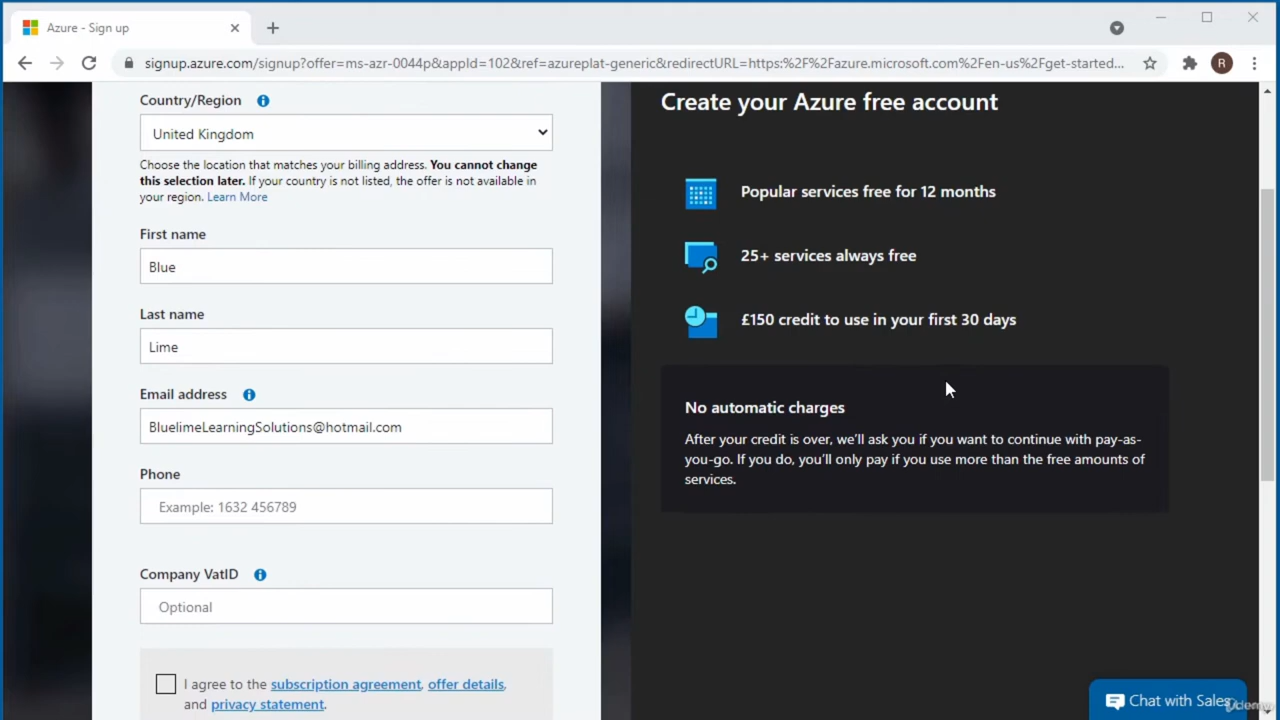 Azure - Sign up
signup.azure.com/signup?offer=ms-azr-0044p&appId=102&ref=azureplat-generic&redirectURL=https:%2F%2Fazure.microsoft.com%2Fen-us%2Fget-started...
R
Country/Region
United Kingdom
Choose the location that matches your billing address. You cannot change
this selection later. If your country is not listed, the offer is not available in
your region. Learn More
First name
Blue
Last name
Lime
Email address
BluelimeLearningSolutions@hotmail.com
Phone
Example: 1632 456789
Company VatID
Optional
I agree to the subscription agreement, offer details,
and privacy statement.
Create your Azure free account
Popular services free for 12 months
25+ services always free
£150 credit to use in your first 30 days
No automatic charges
After your credit is over, we'll ask you if you want to continue with pay-as-
you-go. If you do, you'll only pay if you use more than the free amounts of
services.
Chat with Sales
Udemy